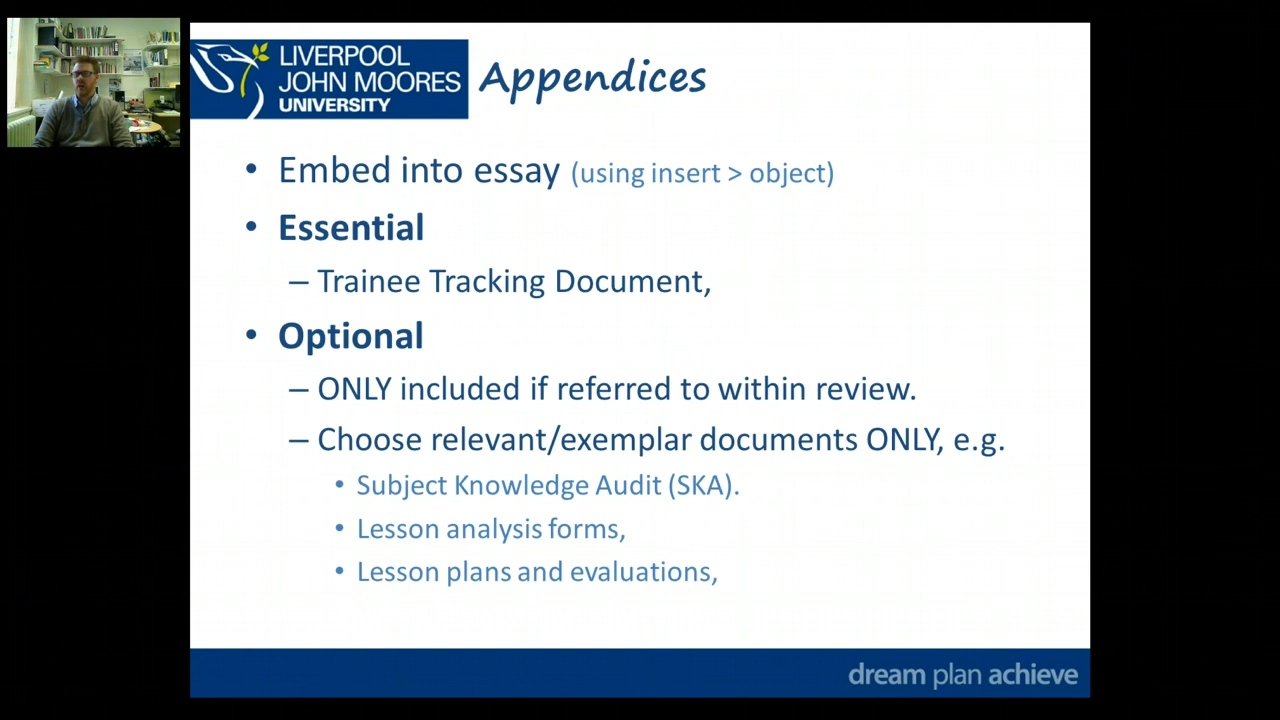 LIVERPOOL
JOHN MOORES
UNIVERSITY
Appendices
• Embed into essay (using insert > object)
• Essential
– Trainee Tracking Document,
• Optional
– ONLY included if referred to within review.
– Choose relevant/exemplar documents ONLY, e.g.
• Subject Knowledge Audit (SKA).
• Lesson analysis forms,
• Lesson plans and evaluations,
dream plan achieve